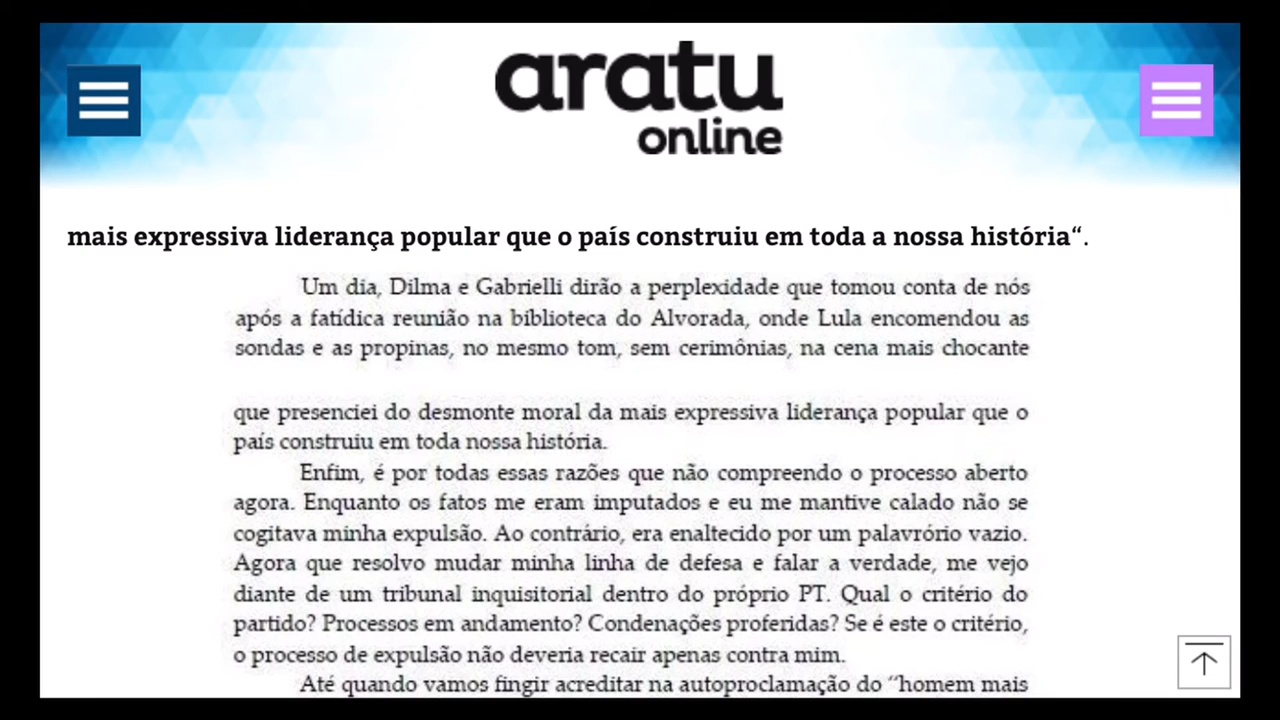 aratu
online
mais expressiva liderança popular que o país construiu em toda a nossa história“.
Um dia, Dilma e Gabrielli dirão a perplexidade que tomou conta de nós
após a fatídica reunião na biblioteca do Alvorada, onde Lula encomendou as
sondas e as propinas, no mesmo tom, sem cerimônias, na cena mais chocante
que presenciei do desmonte moral da mais expressiva liderança popular que o
país construiu em toda nossa história.
Enfim, é por todas essas razões que não compreendo o processo aberto
agora. Enquanto os fatos me eram imputados e eu me mantive calado não se
cogitava minha expulsão. Ao contrário, era enaltecido por um palavrório vazio.
Agora que resolvo mudar minha linha de defesa e falar a verdade, me vejo
diante de um tribunal inquisitorial dentro do próprio PT. Qual o critério do
partido? Processos em andamento? Condenações proferidas? Se é este o critério,
o processo de expulsão não deveria recair apenas contra mim.
Até quando vamos fingir acreditar na autoproclamação do “homem mais